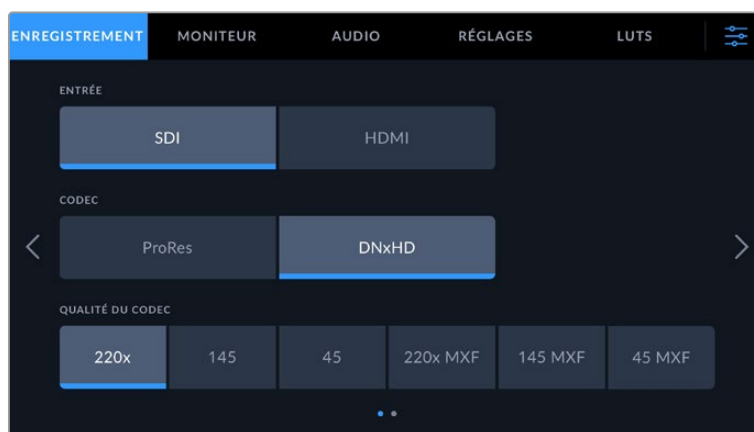 ENREGISTREMENT MONITEUR AUDIO RÉGLAGES LUTS
ENTRÉE
SDI HDMI
CODEC
ProRes DNxHD
QUALITÉ DU CODEC
220x 145 45 220x MXF 145 MXF 45 MXF